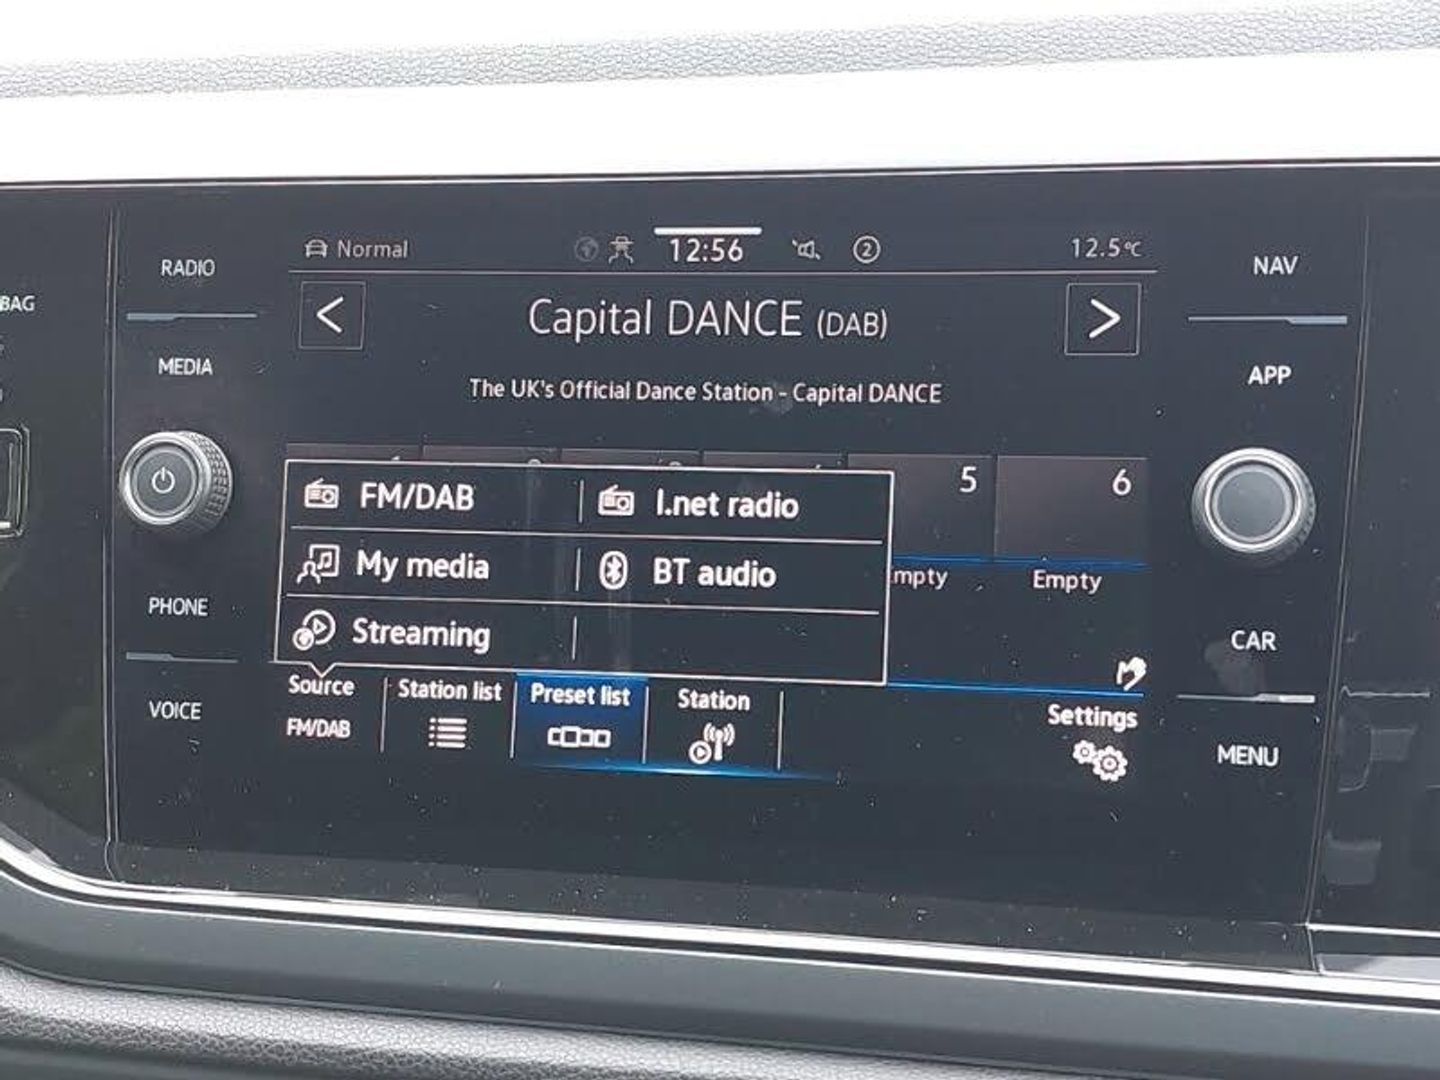 BAG
RADIO
MEDIA
PHONE
VOICE
Normal 12:56 2 12.5°C
< Capital DANCE (DAB) >
The UK's Official Dance Station - Capital DANCE
5 6
mpty Empty
FM/DAB I.net radio
My media BT audio
Streaming
Source Station list Preset list Station Settings
FM/DAB
NAV
APP
CAR
MENU